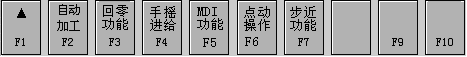 ▲
F1
自动
加工
F2
回零
功能
F3
手摇
进给
F4
MDI
功能
F5
点动
操作
F6
步近
功能
F7
F9
F10